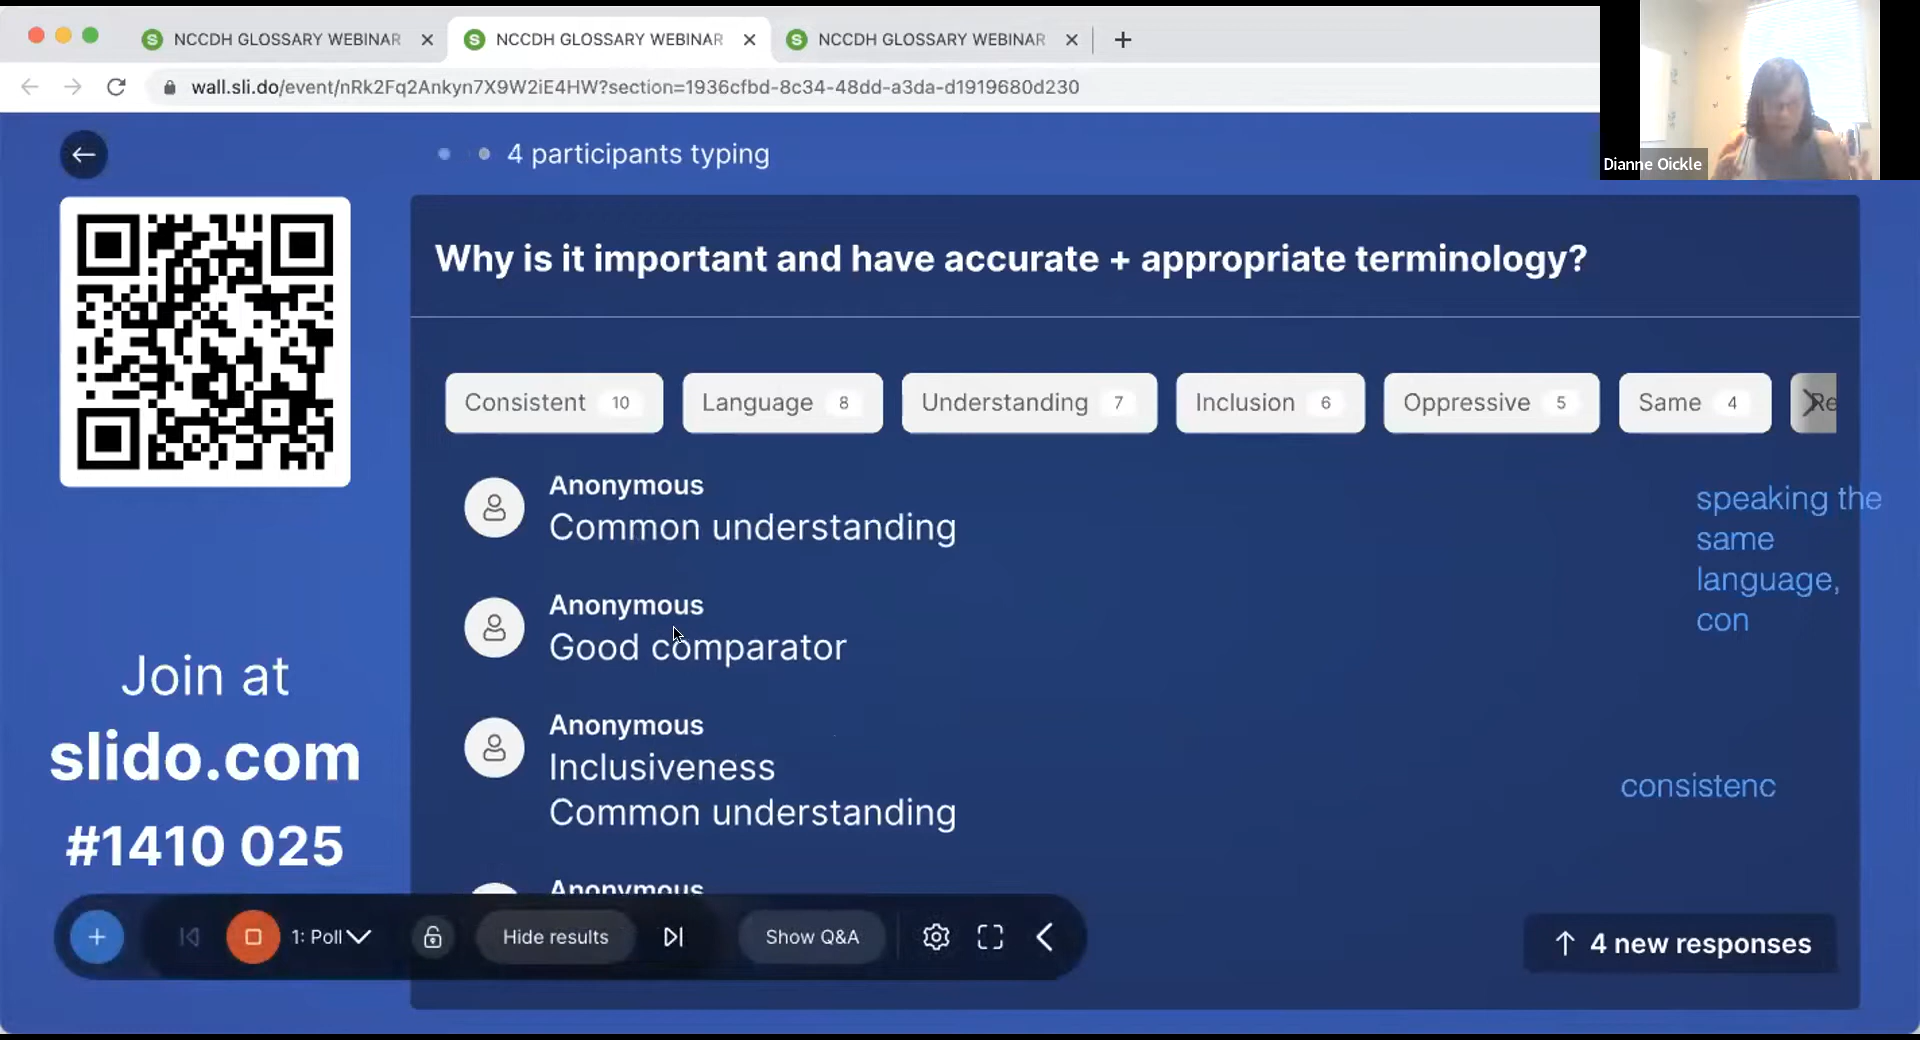 NCCDH GLOSSARY WEBINAR
NCCDH GLOSSARY WEBINAR
NCCDH GLOSSARY WEBINAR
wall.sli.do/event/nRk2Fq2Ankyn7X9W2iE4HW?section=1936cfbd-8c34-48dd-a3da-d1919680d230
Dianne Oickle
4 participants typing
Why is it important and have accurate + appropriate terminology?
Consistent 10
Language 8
Understanding 7
Inclusion 6
Oppressive 5
Same 4
Re
Anonymous
Common understanding
Anonymous
Good comparator
Anonymous
Inclusiveness
Common understanding
Anonymous
speaking the
same
language,
con
consistenc
Join at
slido.com
#1410 025
1: Poll
Hide results
Show Q&A
↑ 4 new responses